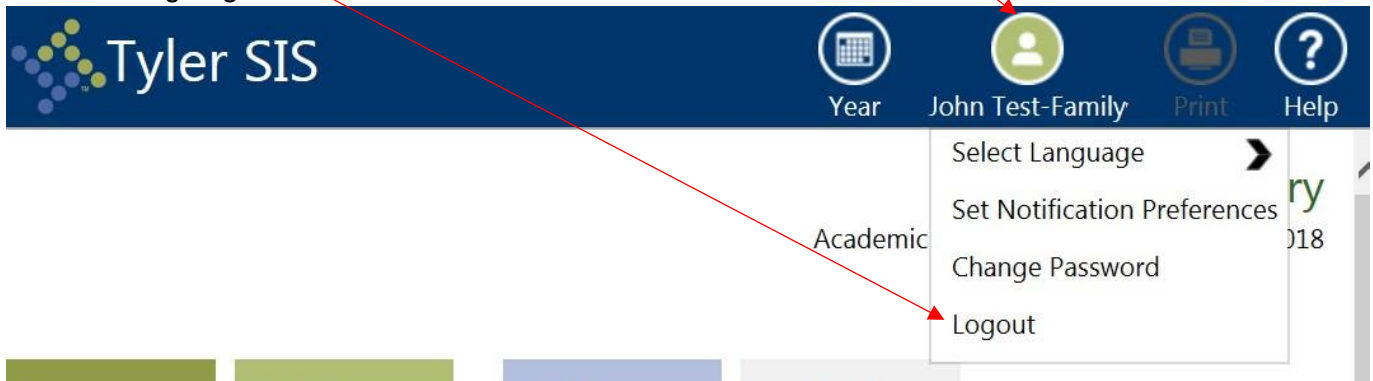 Tyler SIS
Year John Test-Family Print Help
Select Language
ry
Set Notification Preferences
Academic 018
Change Password
Logout